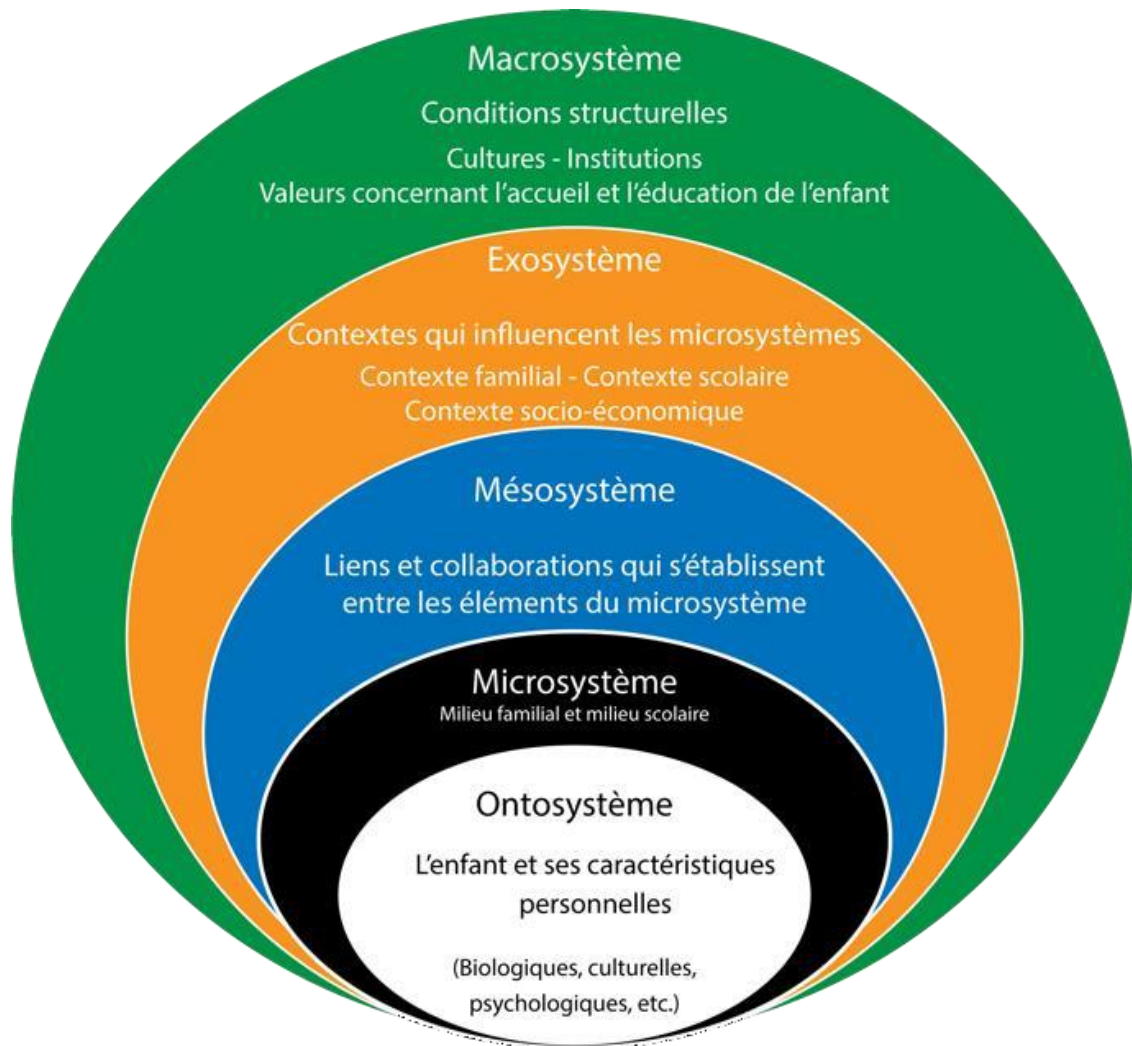 Macrosystème
Conditions structurelles
Cultures - Institutions
Valeurs concernant l’accueil et l’éducation de l’enfant
Exosystème
Contextes qui influencent les microsystèmes
Contexte familial - Contexte scolaire
Contexte socio-économique
Mésosystème
Liens et collaborations qui s’établissent
entre les éléments du microsystème
Microsystème
Milieu familial et milieu scolaire
Ontosystème
L’enfant et ses caractéristiques
personnelles
(Biologiques, culturelles,
psychologiques, etc.)